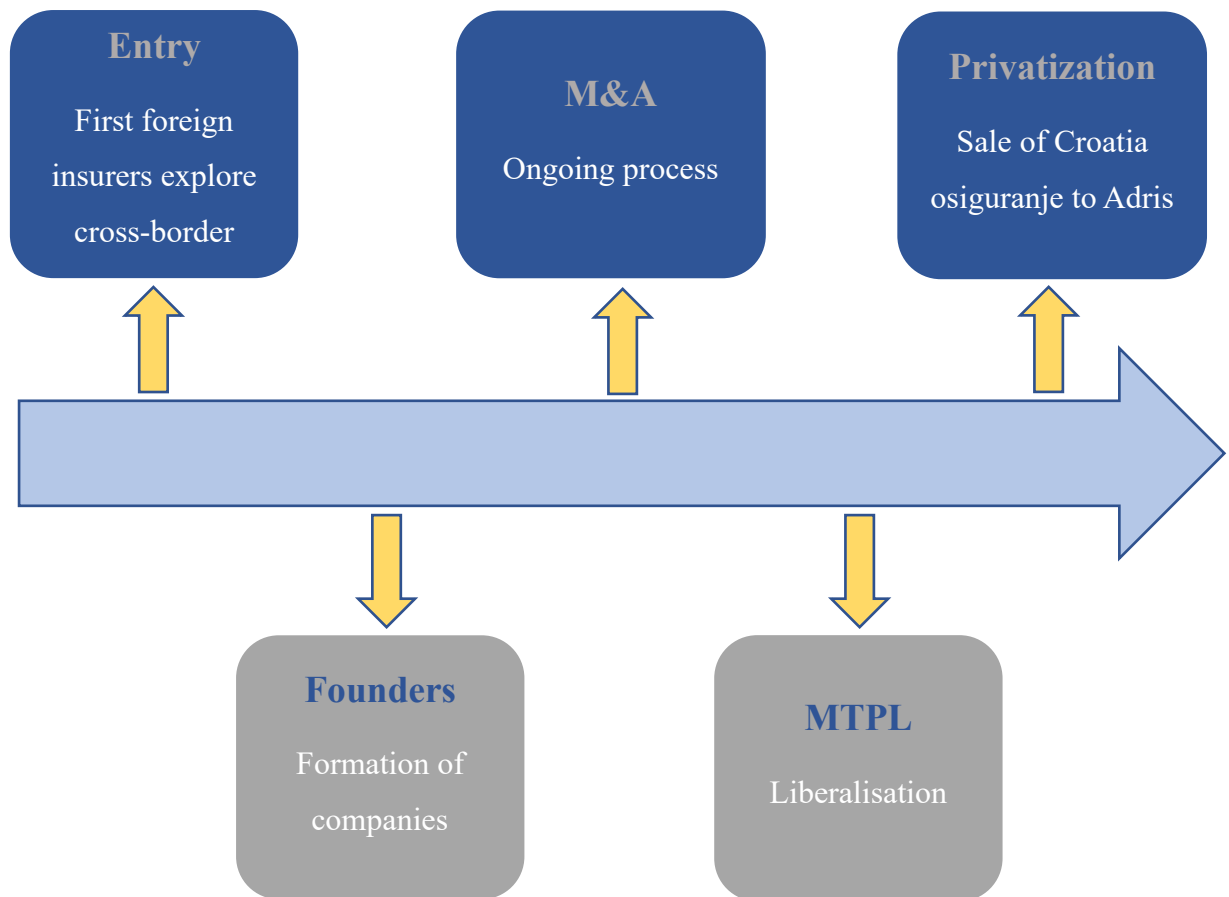 Entry
First foreign
insurers explore
cross-border
M&A
Ongoing process
Privatization
Sale of Croatia
osiguranje to Adris
Founders
Formation of
companies
MTPL
Liberalisation